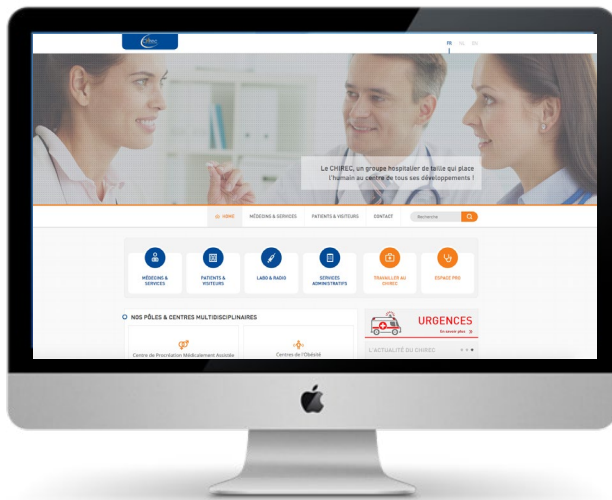 Chirec
FR NL EN
Le CHIREC, un groupe hospitalier de taille qui place
l'humain au centre de tous ses développements !
HOME MÉDECINS & SERVICES PATIENTS & VISITEURS CONTACT Recherche
MÉDECINS &
SERVICES
PATIENTS &
VISITEURS
LABO & RADIO
SERVICES
ADMINISTRATIFS
TRAVAILLER AU
CHIREC
ESPACE PRO
NOS PÔLES & CENTRES MULTIDISCIPLINAIRES
URGENCES
En savoir plus
Centre de Procréation Médicalement Assistée
Centres de l'Obésité
L'ACTUALITÉ DU CHIREC